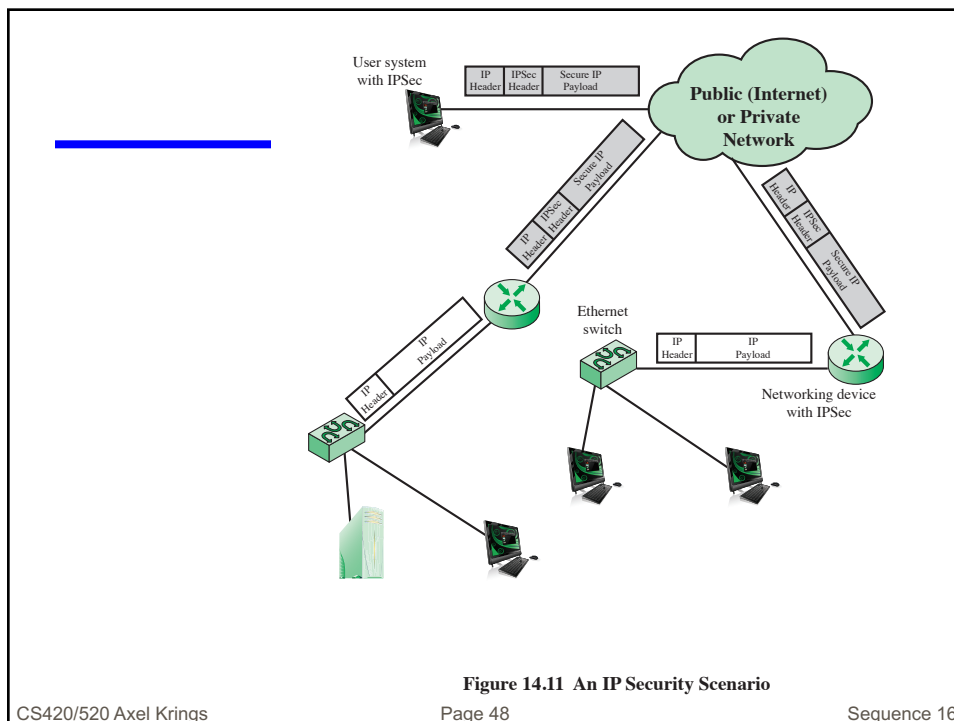 User system
with IPSec
IP
Header
IPSec
Header
Secure IP
Payload
Public (Internet)
or Private
Network
IP
Header
IPSec
Header
Secure IP
Payload
IP
Header
IPSec
Header
Secure IP
Payload
IP
Header
IP
Payload
Ethernet
switch
IP
Header
IP
Payload
Networking device
with IPSec
Figure 14.11 An IP Security Scenario
CS420/520 Axel Krings
Page 48
Sequence 16